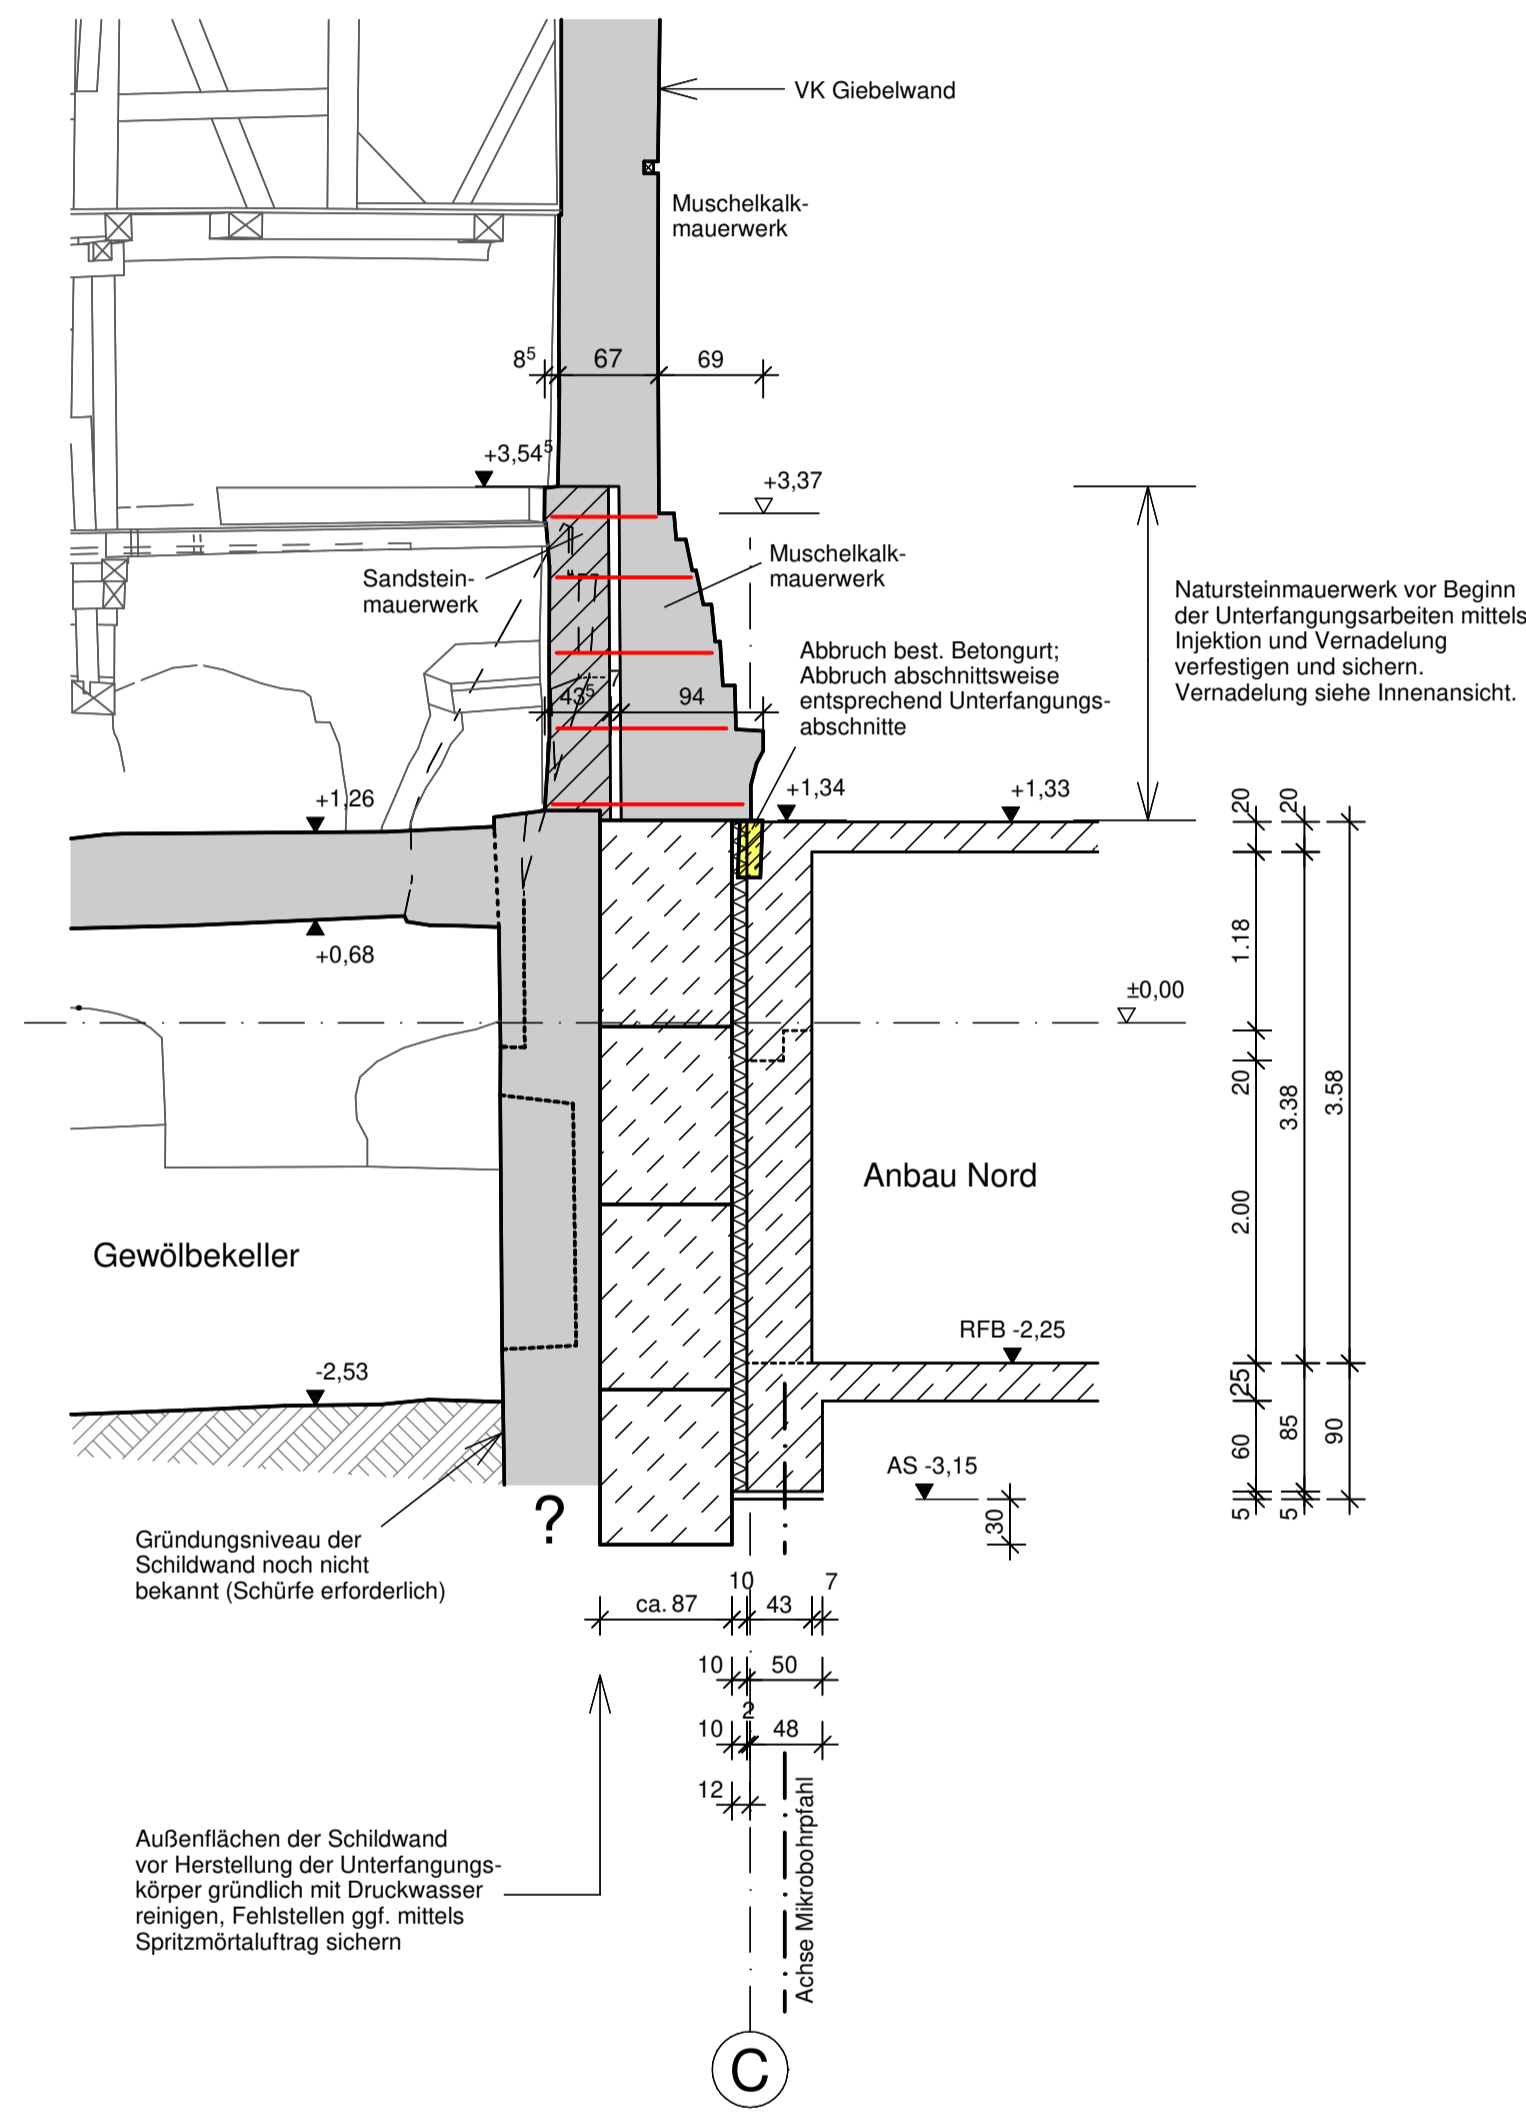 VK Giebelwand
Muschelkalk-
mauerwerk
8⁵
67
69
+3,54⁵
+3,37
Sandstein-
mauerwerk
Muschelkalk-
mauerwerk
Natursteinmauerwerk vor Beginn
der Unterfangungsarbeiten mittels
Injektion und Vernadelung
verfestigen und sichern.
Vernadelung siehe Innenansicht.
Abbruch best. Betongurt;
Abbruch abschnittsweise
entsprechend Unterfangungs-
abschnitte
43⁵
7
94
+1,26
+1,34
+1,33
20
20
+0,68
1.18
±0,00
20
3.38
3.58
Anbau Nord
2.00
Gewölbekeller
RFB -2,25
-2,53
25
60
85
90
AS -3,15
5
5
30
?
Gründungsniveau der
Schildwand noch nicht
bekannt (Schürfe erforderlich)
ca. 87
10
43
7
10
50
2
10
48
12
Achse Mikrobohrpfahl
Außenflächen der Schildwand
vor Herstellung der Unterfangungs-
körper gründlich mit Druckwasser
reinigen, Fehlstellen ggf. mittels
Spritzmörtaluftrag sichern
C